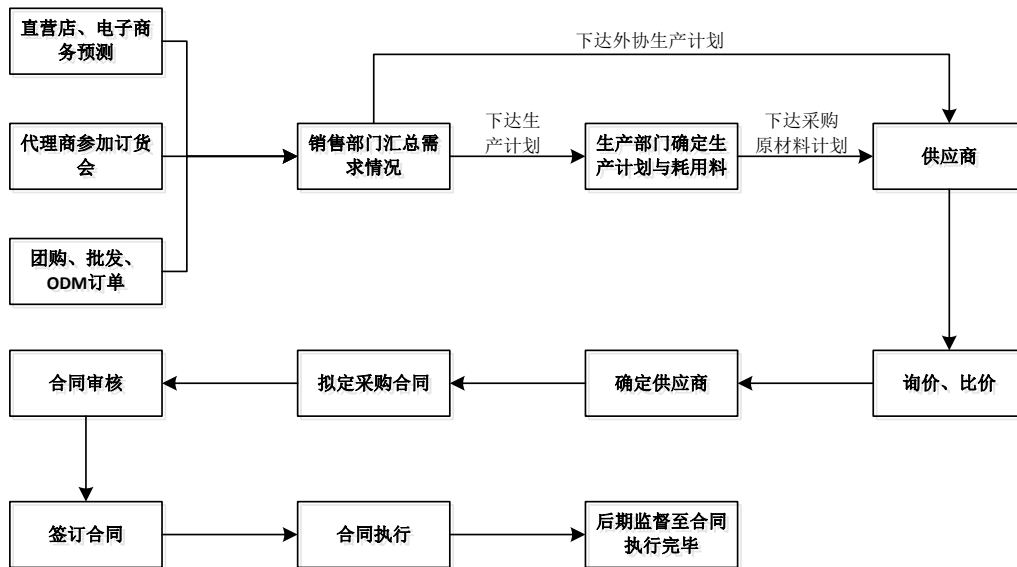 直营店、电子商
务预测
下达外协生产计划
代理商参加订货
会
销售部门汇总需
求情况
下达生
产计划
生产部门确定生
产计划与耗用料
下达采购
原材料计划
供应商
团购、批发、
ODM订单
合同审核
拟定采购合同
确定供应商
询价、比价
签订合同
合同执行
后期监督至合同
执行完毕